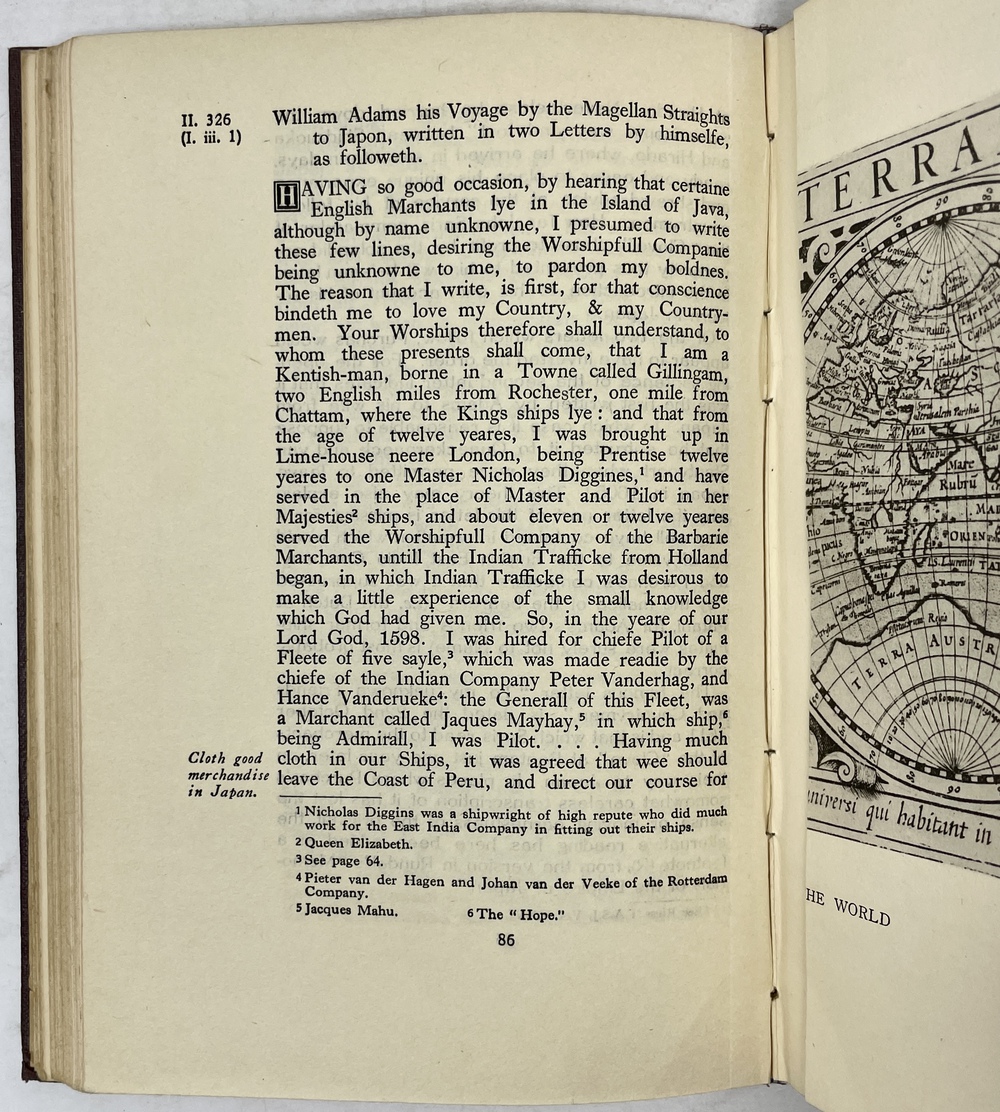 II. 326
(I. iii. 1)
William Adams his Voyage by the Magellan Straights
to Japon, written in two Letters by himselfe,
as followeth.
HAVING so good occasion, by hearing that certaine
English Marchants lye in the Island of Java,
although by name unknowne, I presumed to write
these few lines, desiring the Worshipfull Companie
being unknowne to me, to pardon my boldnes.
The reason that I write, is first, for that conscience
bindeth me to love my Country, & my Country-
men. Your Worships therefore shall understand, to
whom these presents shall come, that I am a
Kentish-man, borne in a Towne called Gillingam,
two English miles from Rochester, one mile from
Chattam, where the Kings ships lye : and that from
the age of twelve yeares, I was brought up in
Lime-house neere London, being Prentise twelve
yeares to one Master Nicholas Diggines,¹ and have
served in the place of Master and Pilot in her
Majesties² ships, and about eleven or twelve yeares
served the Worshipfull Company of the Barbarie
Marchants, untill the Indian Trafficke from Holland
began, in which Indian Trafficke I was desirous to
make a little experience of the small knowledge
which God had given me. So, in the yeare of our
Lord God, 1598. I was hired for chiefe Pilot of a
Fleete of five sayle,³ which was made readie by the
chiefe of the Indian Company Peter Vanderhag, and
Hance Vanderueke⁴: the Generall of this Fleet, was
a Marchant called Jaques Mayhay,⁵ in which ship,⁶
being Admirall, I was Pilot. . . . Having much
cloth in our Ships, it was agreed that wee should
leave the Coast of Peru, and direct our course for
Cloth good
merchandise
in Japan.
¹ Nicholas Diggins was a shipwright of high repute who did much
work for the East India Company in fitting out their ships.
² Queen Elizabeth.
³ See page 64.
⁴ Pieter van der Hagen and Johan van der Veeke of the Rotterdam
Company.
⁵ Jacques Mahu. ⁶ The "Hope."
86
TERRA
Mare
Rubrū
ORIEN
TERRA AUSTR
universi qui habitant in
HE WORLD